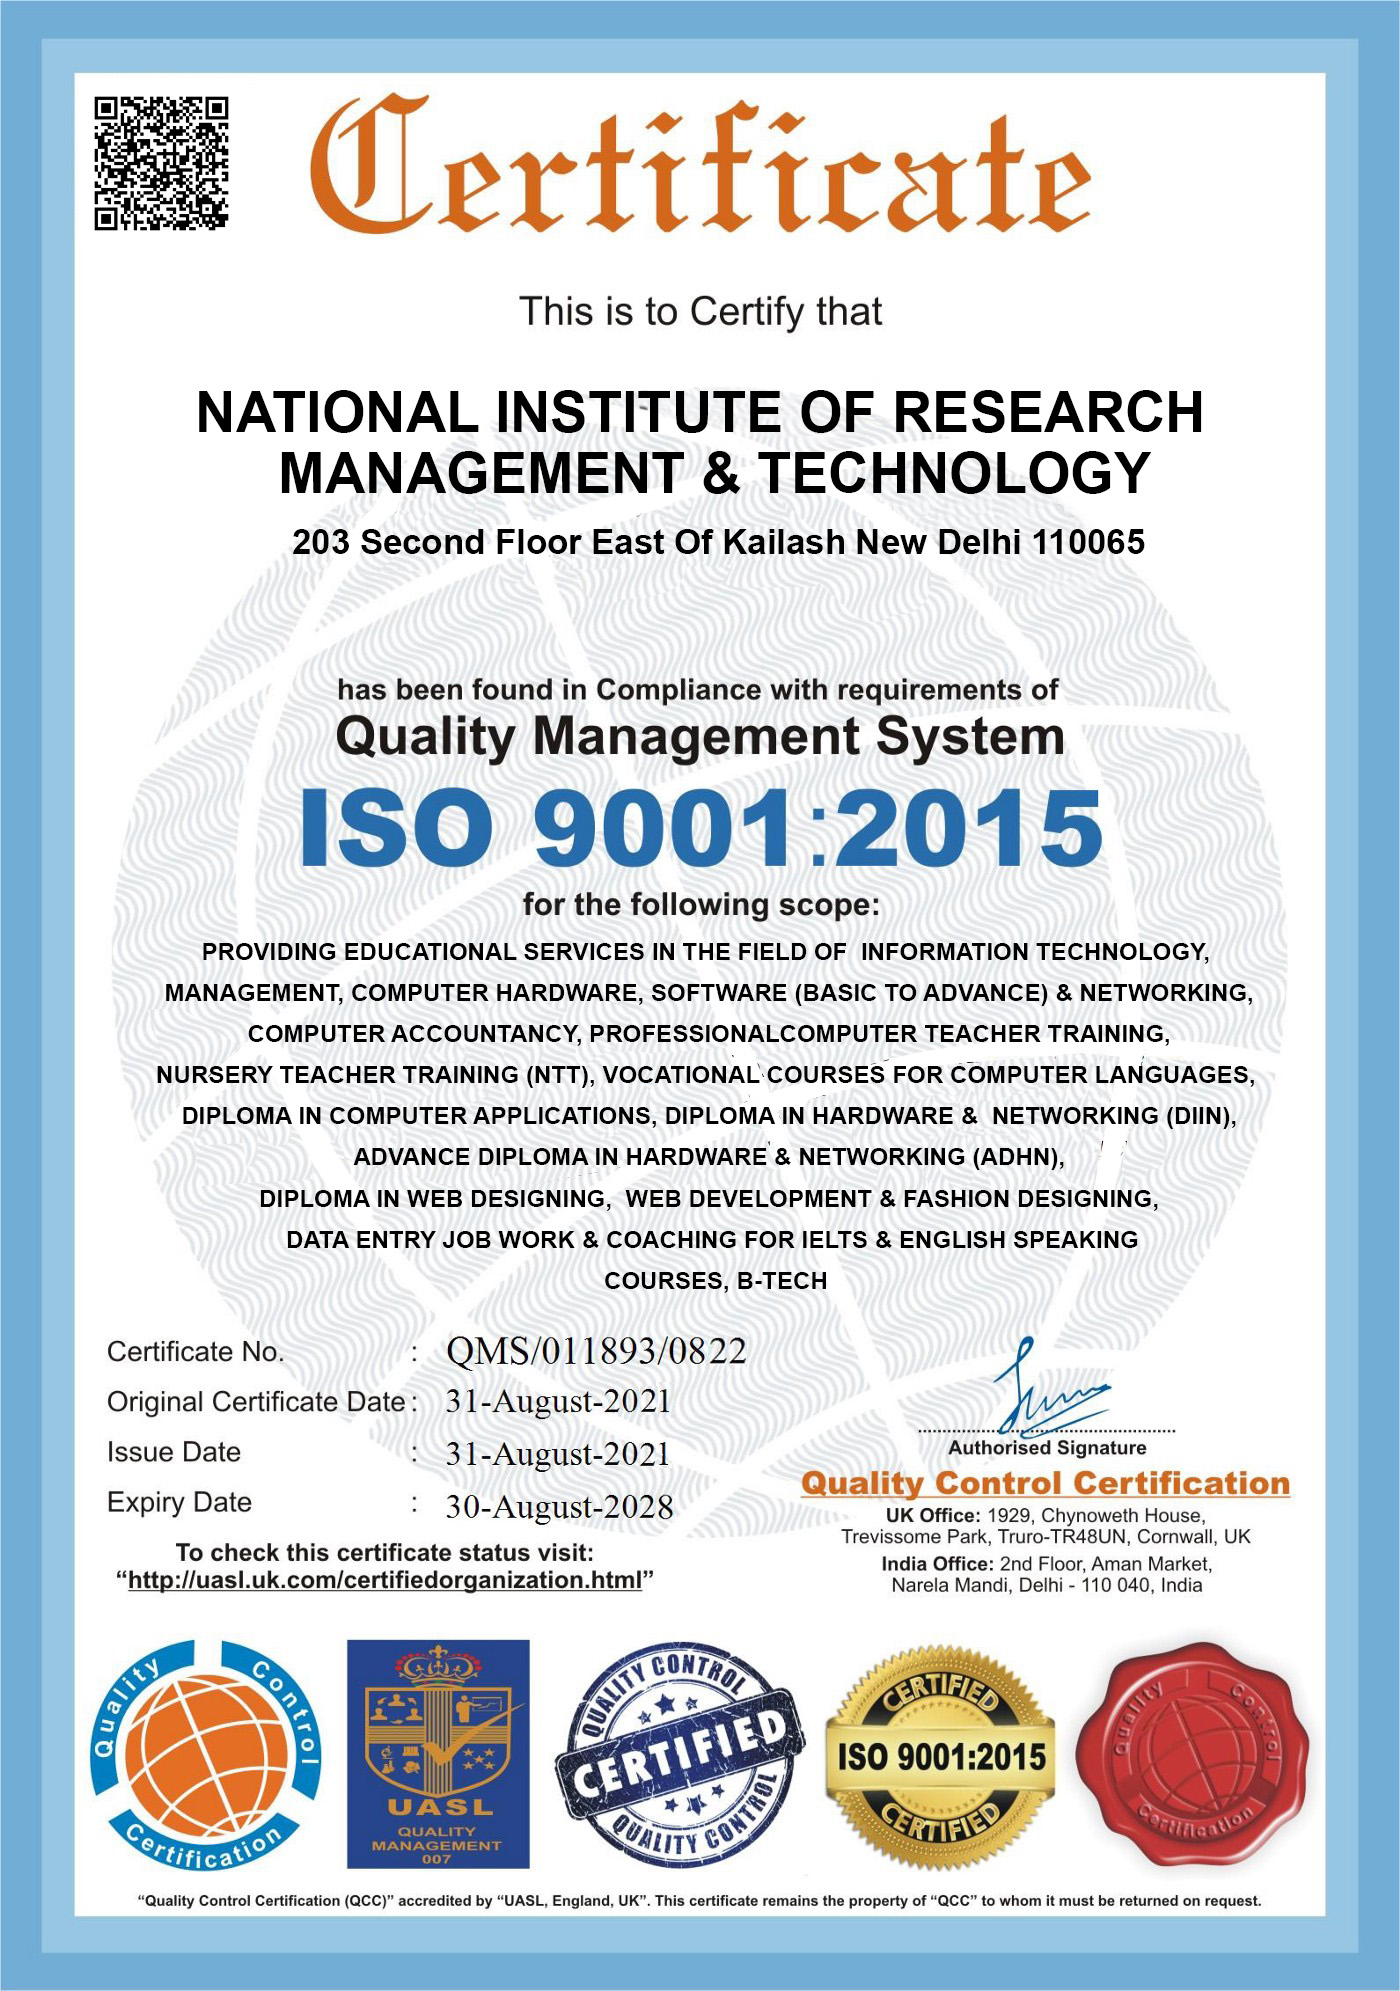 Certificate
This is to Certify that
NATIONAL INSTITUTE OF RESEARCH
MANAGEMENT & TECHNOLOGY
203 Second Floor East Of Kailash New Delhi 110065
has been found in Compliance with requirements of
Quality Management System
ISO 9001:2015
for the following scope:
PROVIDING EDUCATIONAL SERVICES IN THE FIELD OF INFORMATION TECHNOLOGY,
MANAGEMENT, COMPUTER HARDWARE, SOFTWARE (BASIC TO ADVANCE) & NETWORKING,
COMPUTER ACCOUNTANCY, PROFESSIONALCOMPUTER TEACHER TRAINING,
NURSERY TEACHER TRAINING (NTT), VOCATIONAL COURSES FOR COMPUTER LANGUAGES,
DIPLOMA IN COMPUTER APPLICATIONS, DIPLOMA IN HARDWARE & NETWORKING (DIIN),
ADVANCE DIPLOMA IN HARDWARE & NETWORKING (ADHN),
DIPLOMA IN WEB DESIGNING, WEB DEVELOPMENT & FASHION DESIGNING,
DATA ENTRY JOB WORK & COACHING FOR IELTS & ENGLISH SPEAKING
COURSES, B-TECH
Certificate No. : QMS/011893/0822
Original Certificate Date : 31-August-2021
Issue Date : 31-August-2021
Expiry Date : 30-August-2028
To check this certificate status visit:
“http://uasl.uk.com/certifiedorganization.html”
Authorised Signature
Quality Control Certification
UK Office: 1929, Chynoweth House,
Trevissome Park, Truro-TR48UN, Cornwall, UK
India Office: 2nd Floor, Aman Market,
Narela Mandi, Delhi - 110 040, India
Quality Control Certification
UASL
QUALITY
MANAGEMENT
007
QUALITY CONTROL
CERTIFIED
QUALITY CONTROL
CERTIFIED
ISO 9001:2015
CERTIFIED
Quality Control
Certification
“Quality Control Certification (QCC)” accredited by “UASL, England, UK”. This certificate remains the property of “QCC” to whom it must be returned on request.